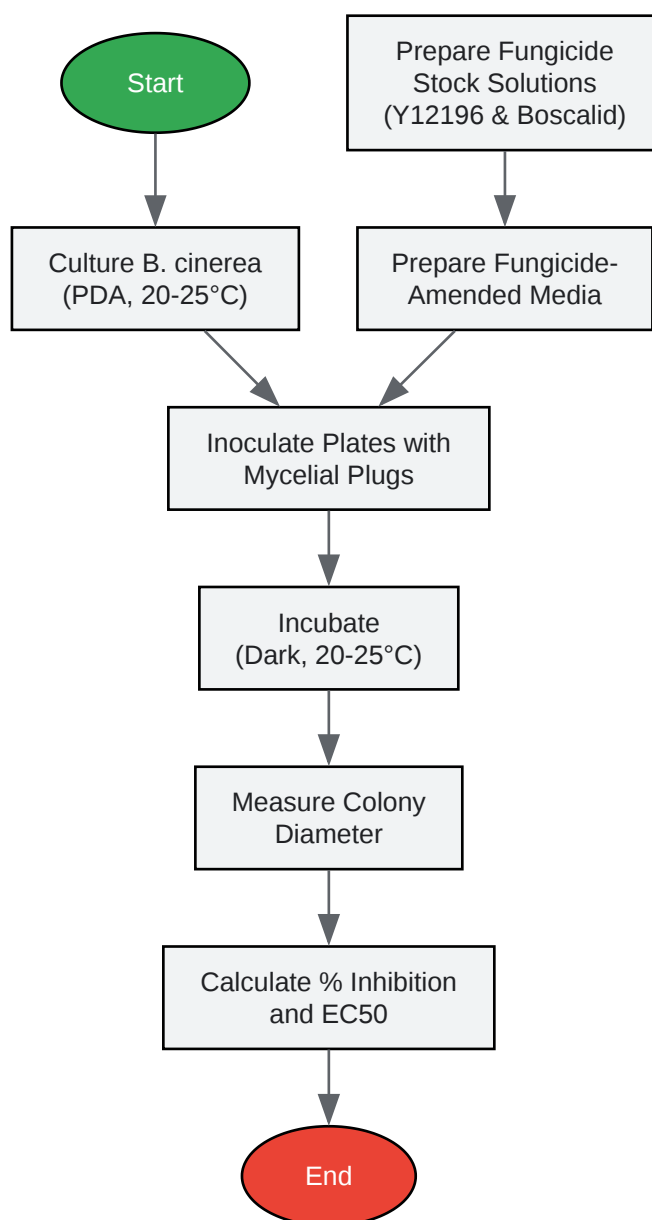 Start
Prepare Fungicide
Stock Solutions
(Y12196 & Boscalid)
Culture B. cinerea
(PDA, 20-25°C)
Prepare Fungicide-
Amended Media
Inoculate Plates with
Mycelial Plugs
Incubate
(Dark, 20-25°C)
Measure Colony
Diameter
Calculate % Inhibition
and EC50
End